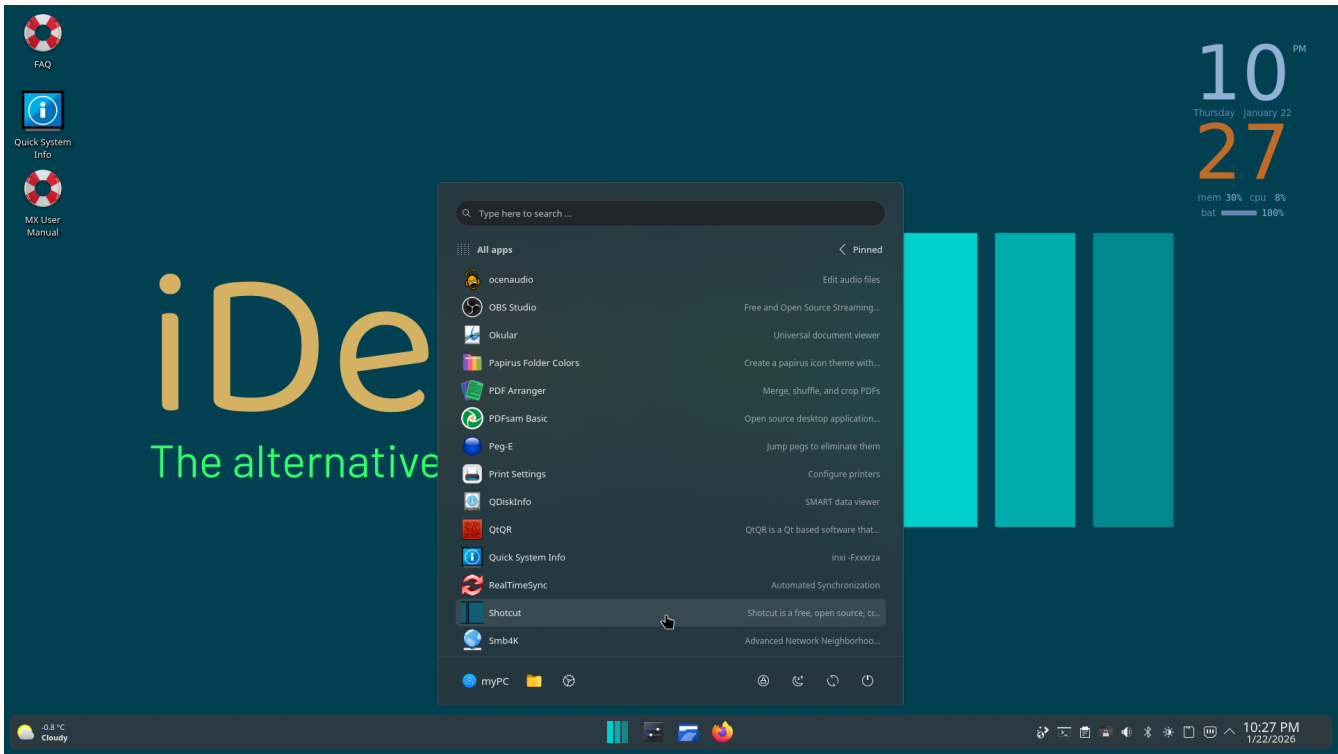 FAQ
Quick System
Info
MX User
Manual
10 PM
Thursday January 22
27
mem 30% cpu 8%
bat 100%
iDe
The alternative
Type here to search ...
All apps
Pinned
ocenaudio Edit audio files
OBS Studio Free and Open Source Streaming...
Okular Universal document viewer
Papirus Folder Colors Create a papirus icon theme with...
PDF Arranger Merge, shuffle, and crop PDFs
PDFsam Basic Open source desktop application...
Peg-E Jump pegs to eliminate them
Print Settings Configure printers
QDiskInfo SMART data viewer
QtQR QtQR is a Qt based software that...
Quick System Info inxi -Fxxxrza
RealTimeSync Automated Synchronization
Shotcut Shotcut is a free, open source, cr...
Smb4K Advanced Network Neighborhoo...
myPC
-0.8 °C
Cloudy
10:27 PM
1/22/2026